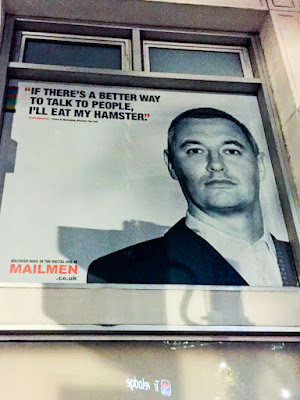 "IF THERE'S A BETTER WAY
TO TALK TO PEOPLE,
I'LL EAT MY HAMSTER."
DISCOVER MAIL IN THE DIGITAL AGE AT
MAILMEN
.co.uk